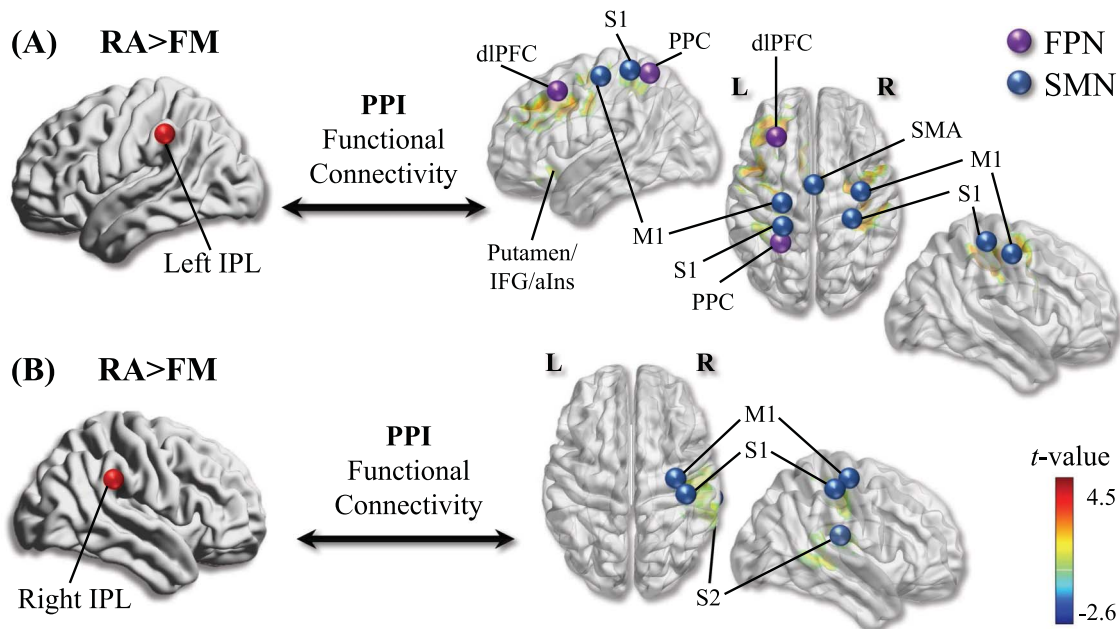 (A) RA>FM
Left IPL
PPI
Functional
Connectivity
dlPFC
S1
PPC
M1
Putamen/
IFG/aIns
dlPFC
L
R
SMA
M1
S1
S1
PPC
FPN
SMN
(B) RA>FM
Right IPL
PPI
Functional
Connectivity
L
R
M1
S1
S2
t-value
4.5
-2.6